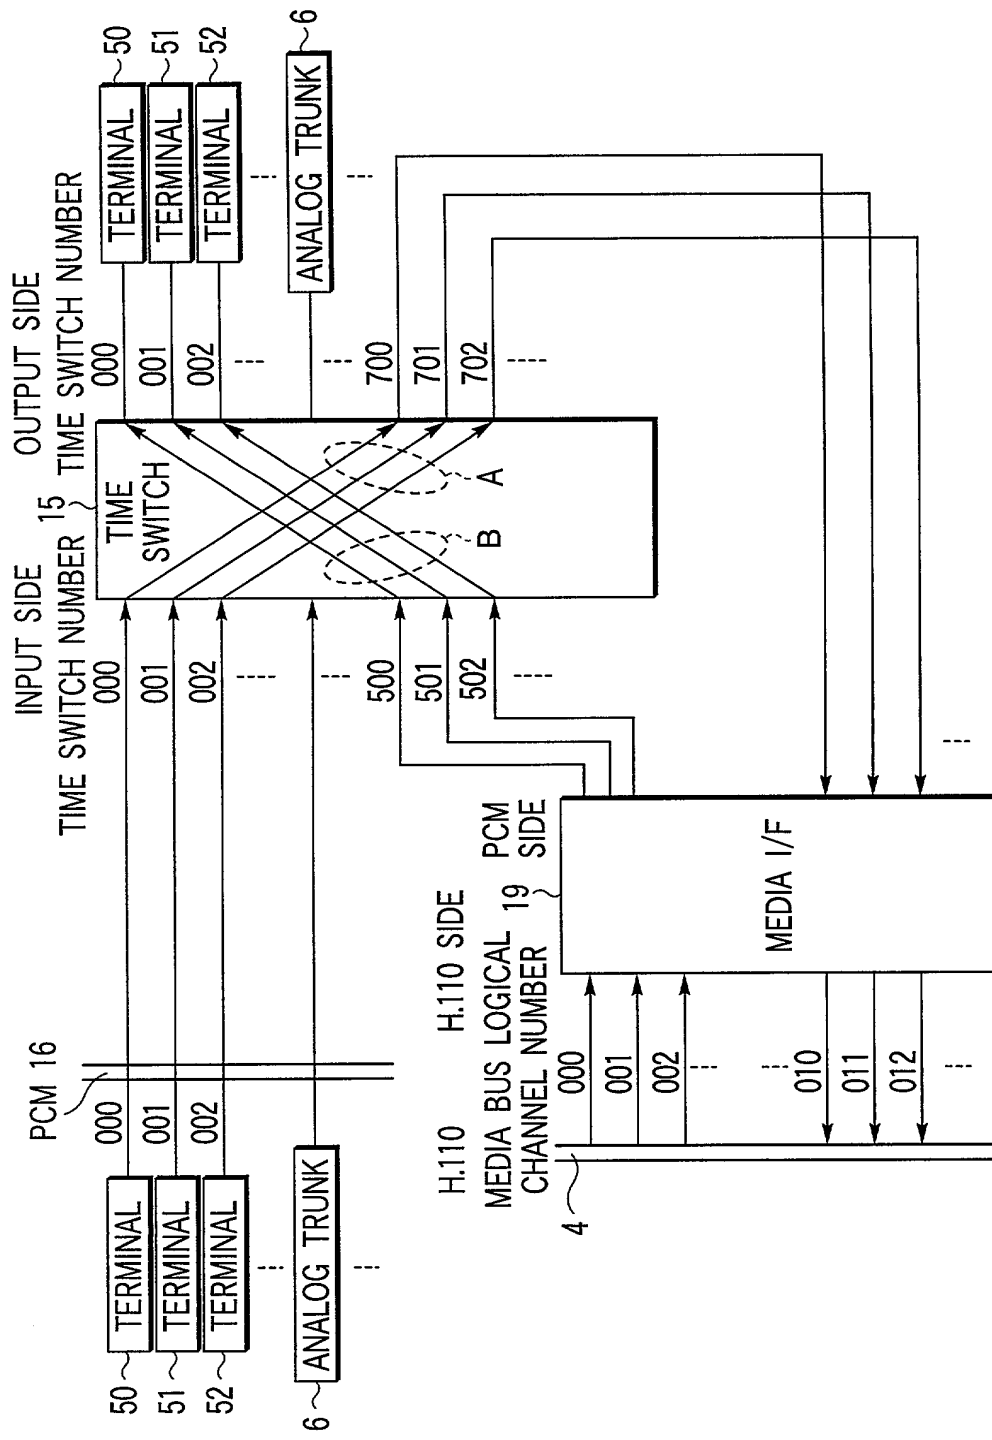 INPUT SIDE
TIME SWITCH NUMBER
15
OUTPUT SIDE
TIME SWITCH NUMBER
PCM 16
50
TERMINAL
000
000
TIME
SWITCH
000
TERMINAL
50
51
TERMINAL
001
001
001
TERMINAL
51
52
TERMINAL
002
002
002
TERMINAL
52
6
ANALOG TRUNK
ANALOG TRUNK
6
B
A
500
501
502
700
701
702
H.110
MEDIA BUS LOGICAL
CHANNEL NUMBER
H.110 SIDE
19
PCM
SIDE
4
000
001
002
MEDIA I/F
010
011
012